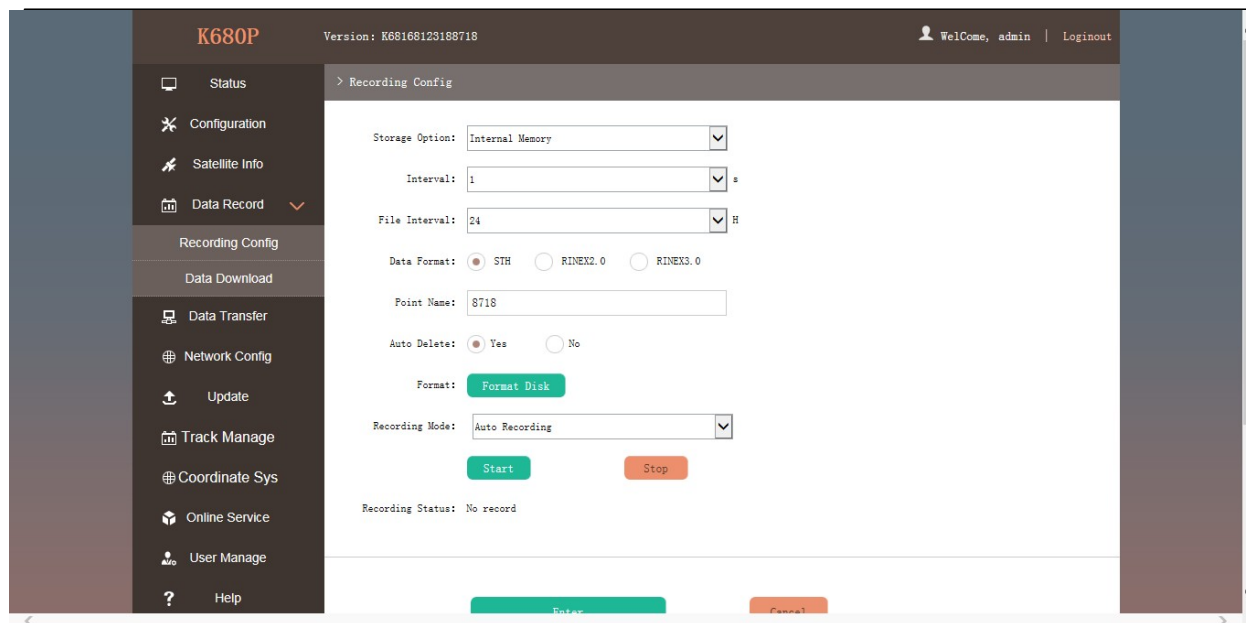 K680P
Version: K68168123188718
WelCome, admin | Loginout
Status
Configuration
Satellite Info
Data Record
Recording Config
Data Download
Data Transfer
Network Config
Update
Track Manage
Coordinate Sys
Online Service
User Manage
? Help
> Recording Config
Storage Option: Internal Memory
Interval: 1 s
File Interval: 24 H
Data Format: STH RINEX2.0 RINEX3.0
Point Name: 8718
Auto Delete: Yes No
Format: Format Disk
Recording Mode: Auto Recording
Start Stop
Recording Status: No record
Enter Cancel